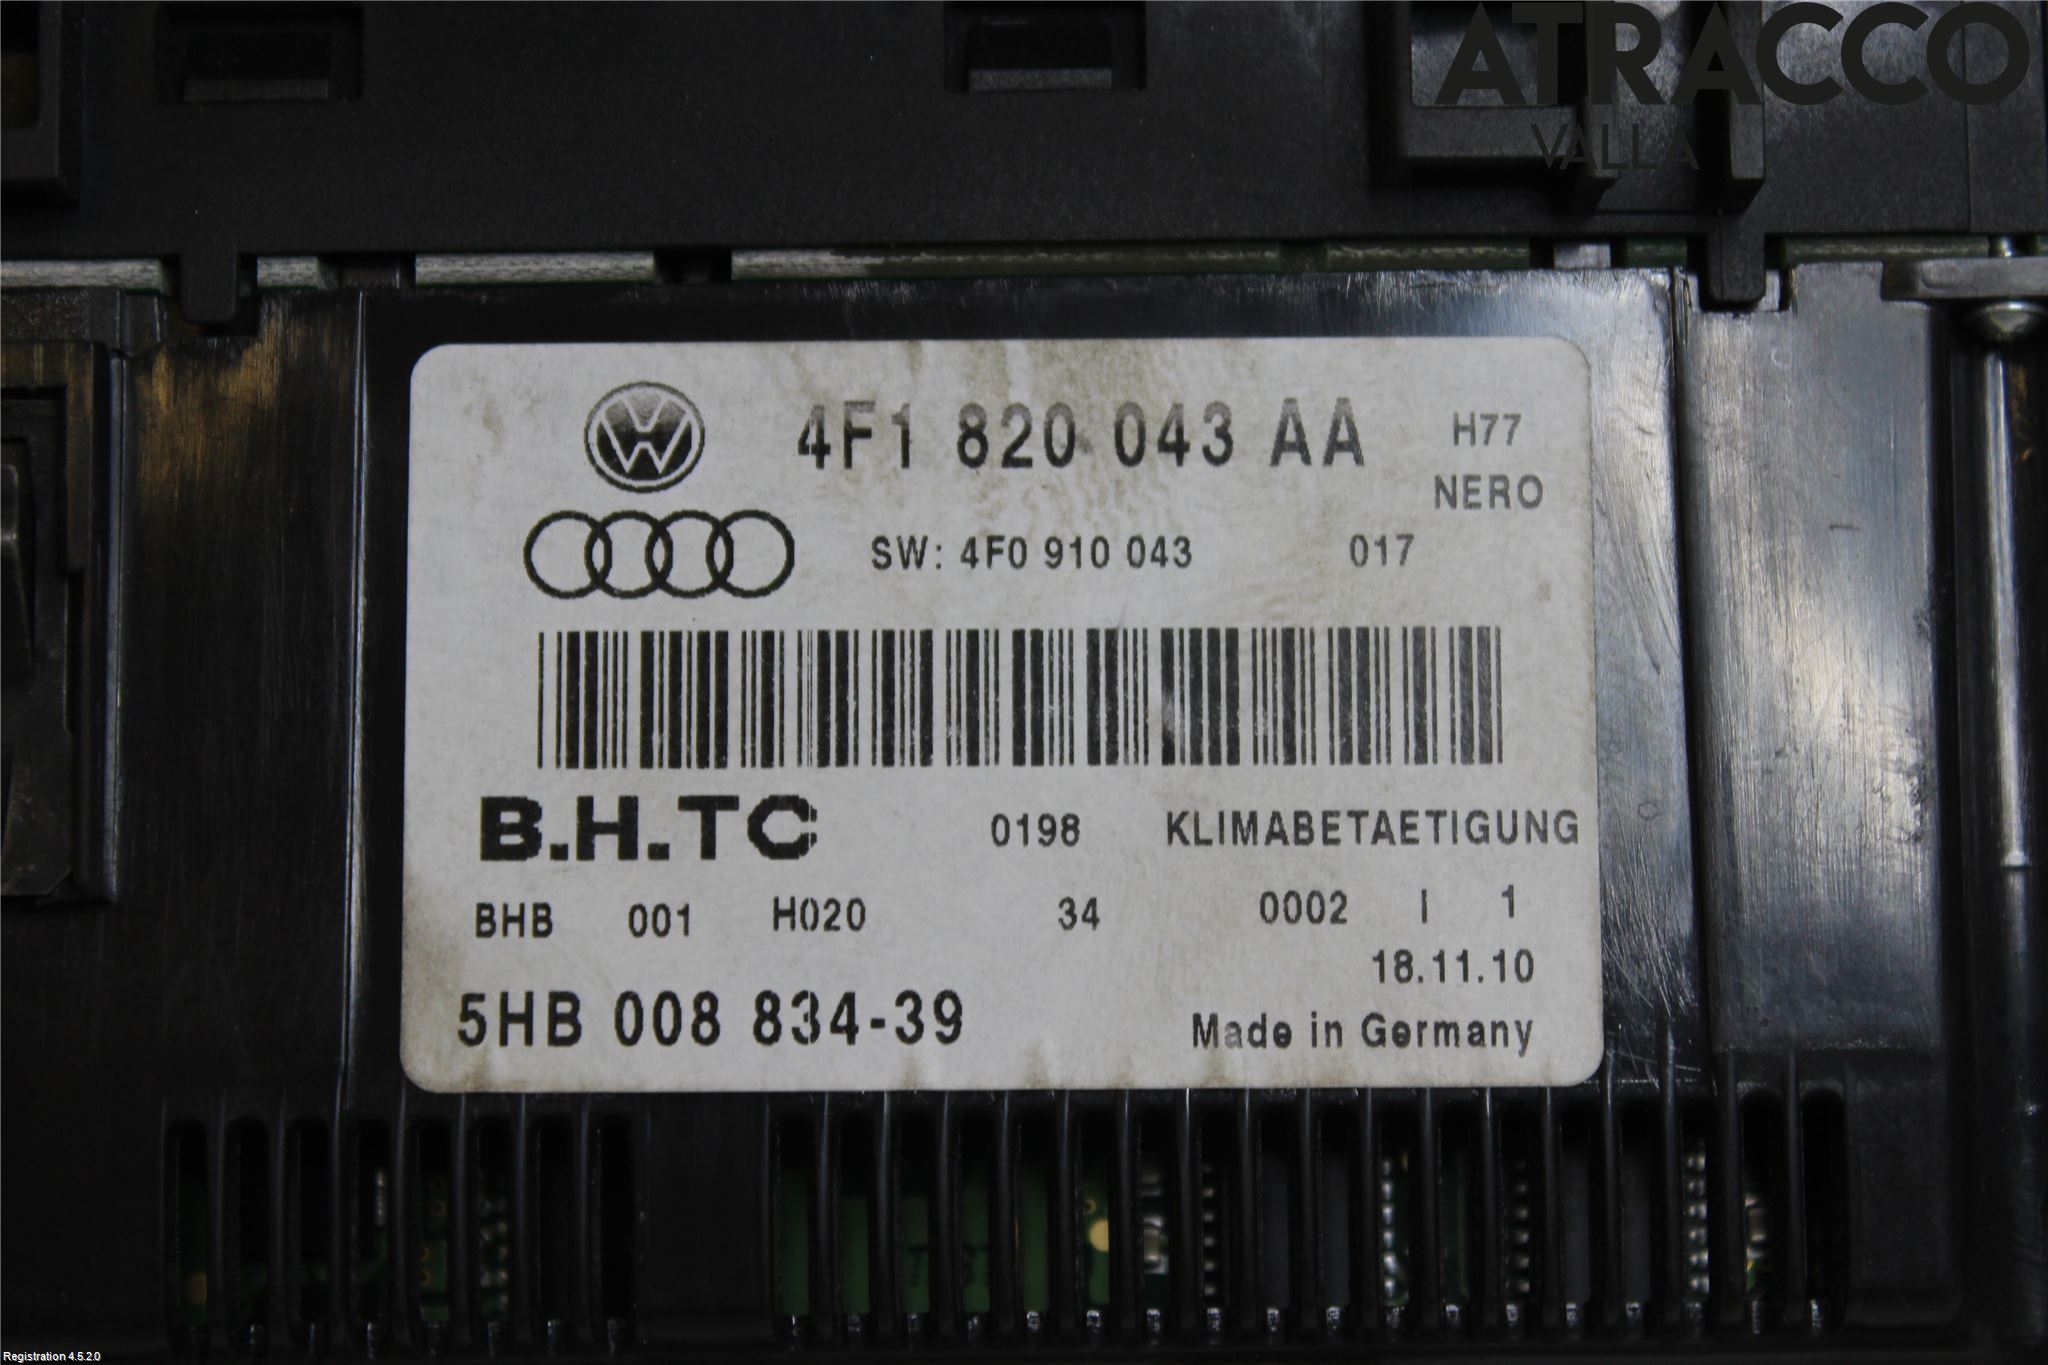 ATRACCO
VALLA
4F1 820 043 AA H77
NERO
SW: 4F0 910 043 017
B.H.TC 0198 KLIMABETAETIGUNG
BHB 001 H020 34 0002 I 1
18.11.10
5HB 008 834-39 Made in Germany
Registration 4.5.2.0